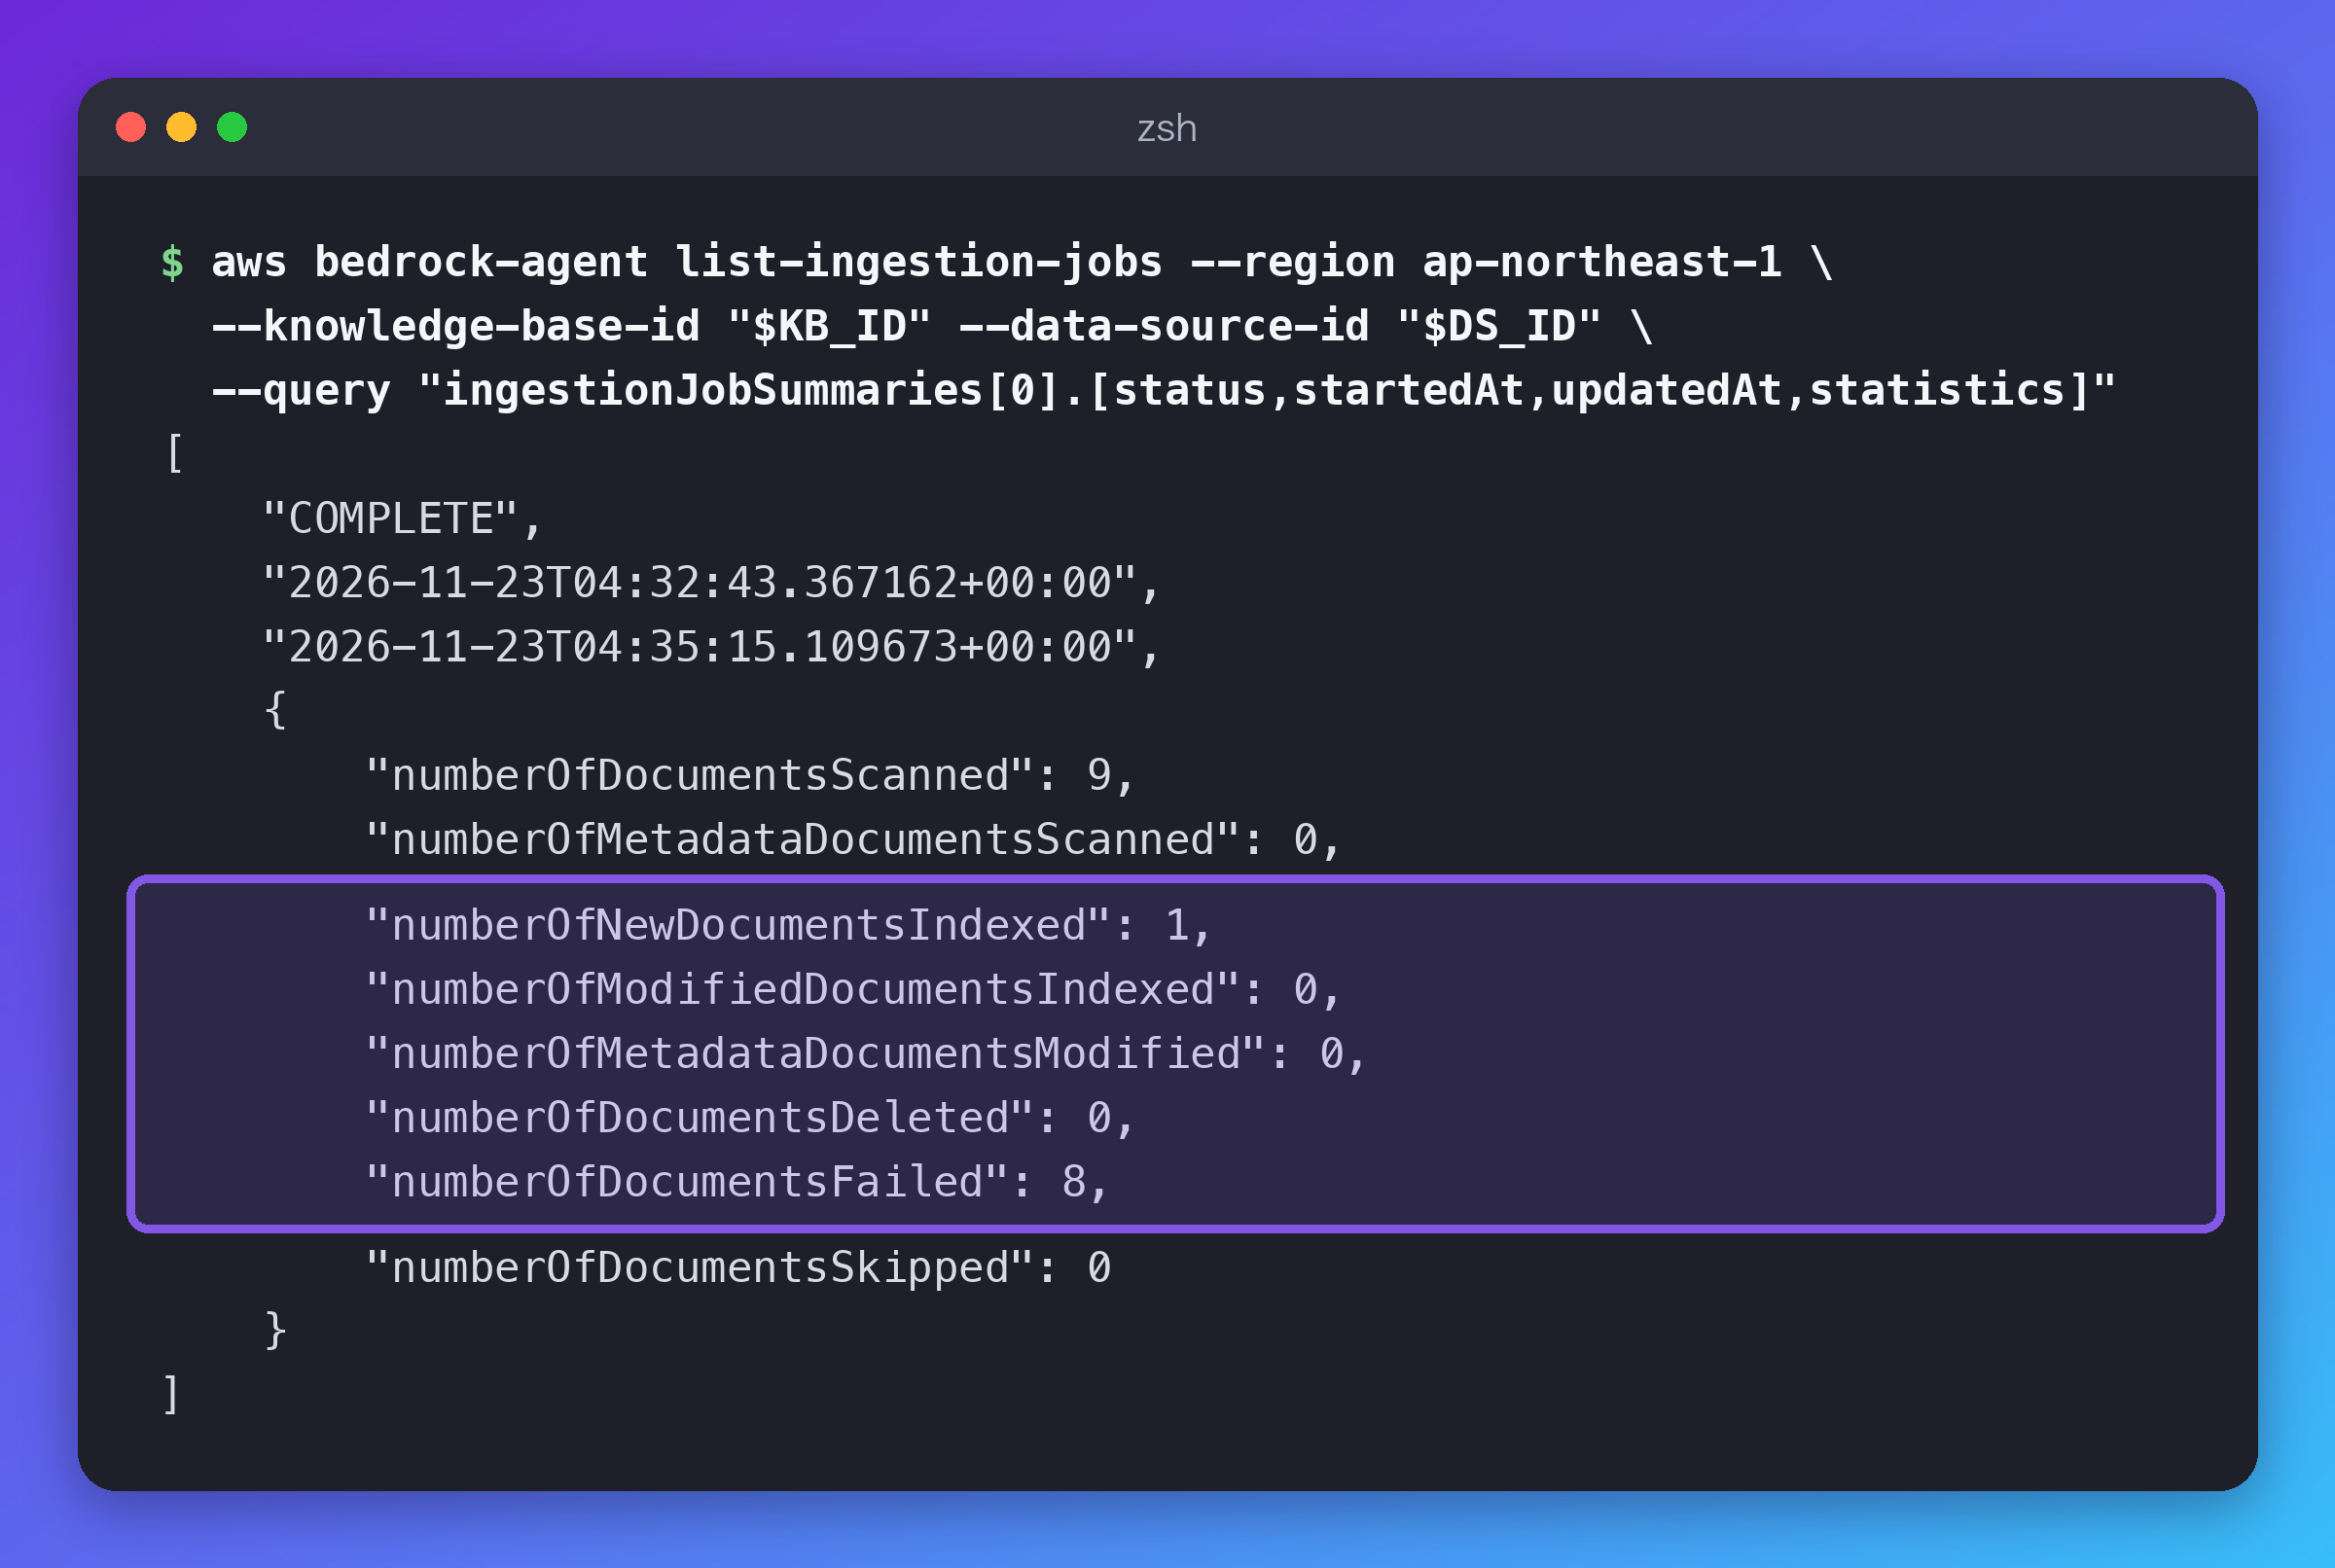 zsh
$ aws bedrock-agent list-ingestion-jobs --region ap-northeast-1 \
  --knowledge-base-id "$KB_ID" --data-source-id "$DS_ID" \
  --query "ingestionJobSummaries[0].[status,startedAt,updatedAt,statistics]"
[
    "COMPLETE",
    "2026-11-23T04:32:43.367162+00:00",
    "2026-11-23T04:35:15.109673+00:00",
    {
        "numberOfDocumentsScanned": 9,
        "numberOfMetadataDocumentsScanned": 0,
        "numberOfNewDocumentsIndexed": 1,
        "numberOfModifiedDocumentsIndexed": 0,
        "numberOfMetadataDocumentsModified": 0,
        "numberOfDocumentsDeleted": 0,
        "numberOfDocumentsFailed": 8,
        "numberOfDocumentsSkipped": 0
    }
]